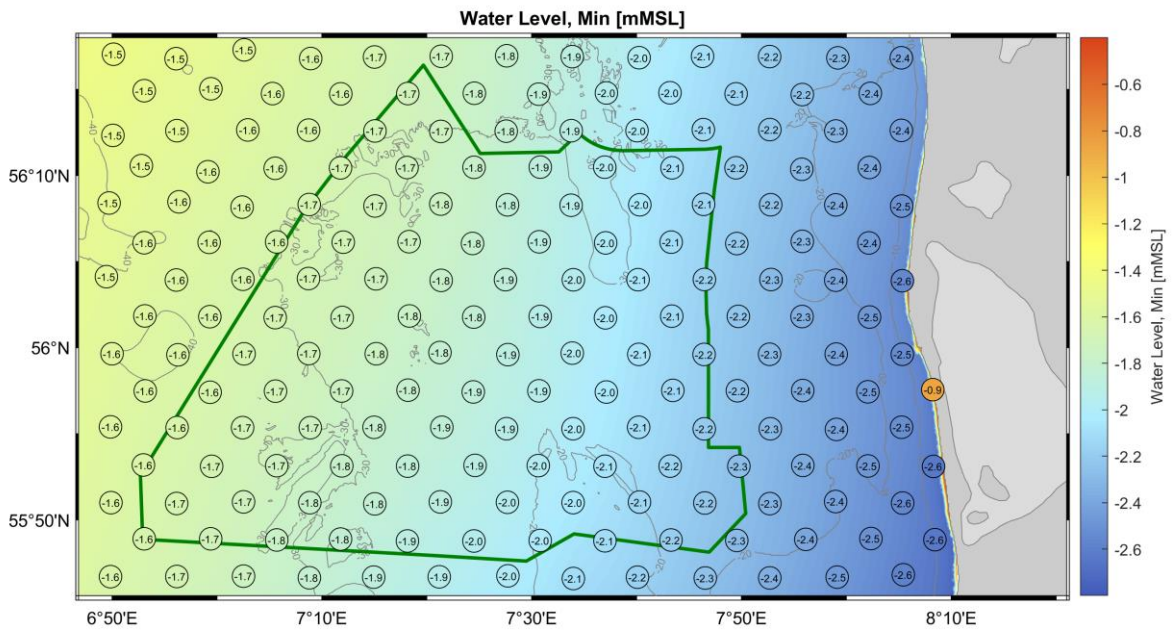 Water Level, Min [mMSL]
-1.5 -1.5 -1.5 -1.6 -1.7 -1.7 -1.8 -1.9 -2.0 -2.1 -2.2 -2.3 -2.4
-1.5 -1.5 -1.6 -1.6 -1.7 -1.8 -1.9 -2.0 -2.0 -2.1 -2.2 -2.4
-1.5 -1.5 -1.6 -1.6 -1.7 -1.7 -1.8 -1.9 -2.0 -2.1 -2.2 -2.3 -2.4
-1.5 -1.6 -1.6 -1.7 -1.7 -1.8 -1.9 -2.0 -2.1 -2.2 -2.3 -2.4
-1.5 -1.6 -1.6 -1.7 -1.7 -1.8 -1.8 -1.9 -2.0 -2.1 -2.2 -2.4 -2.5
-1.6 -1.6 -1.6 -1.7 -1.7 -1.8 -1.9 -2.0 -2.1 -2.2 -2.3 -2.4
-1.5 -1.6 -1.6 -1.7 -1.7 -1.8 -1.9 -2.0 -2.1 -2.2 -2.3 -2.4 -2.6
-1.6 -1.6 -1.7 -1.7 -1.8 -1.8 -1.9 -2.0 -2.1 -2.2 -2.3 -2.5
-1.6 -1.6 -1.7 -1.7 -1.8 -1.8 -1.9 -2.0 -2.1 -2.2 -2.3 -2.4 -2.5
-1.6 -1.6 -1.7 -1.7 -1.8 -1.9 -1.9 -2.0 -2.1 -2.2 -2.3 -2.4 -0.9
-1.6 -1.6 -1.7 -1.7 -1.8 -1.9 -1.9 -2.0 -2.1 -2.2 -2.3 -2.4 -2.5
-1.6 -1.7 -1.7 -1.8 -1.8 -1.9 -2.0 -2.1 -2.2 -2.3 -2.4 -2.5 -2.6
-1.6 -1.7 -1.7 -1.8 -1.8 -1.9 -2.0 -2.0 -2.1 -2.2 -2.3 -2.4 -2.6
-1.6 -1.7 -1.8 -1.8 -1.9 -2.0 -2.0 -2.1 -2.2 -2.3 -2.4 -2.5 -2.6
-1.6 -1.7 -1.7 -1.8 -1.9 -1.9 -2.0 -2.1 -2.2 -2.3 -2.4 -2.5 -2.6
56°10'N
56°N
55°50'N
6°50'E 7°10'E 7°30'E 7°50'E 8°10'E
-0.6
-0.8
-1
-1.2
-1.4
-1.6
-1.8
-2
-2.2
-2.4
-2.6
Water Level, Min [mMSL]